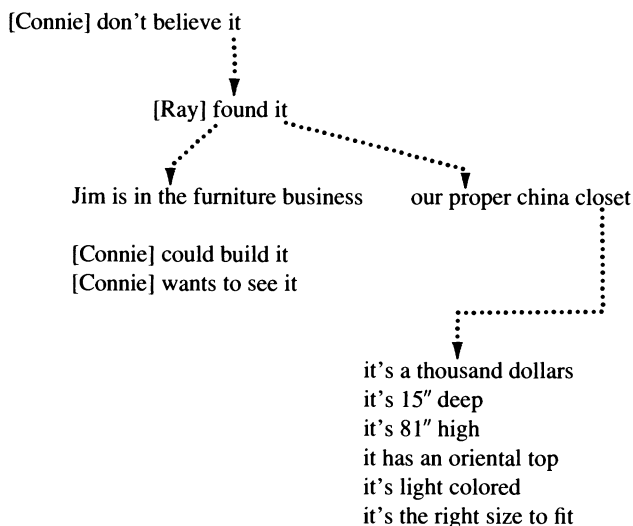 [Connie] don't believe it
[Ray] found it
Jim is in the furniture business
our proper china closet
[Connie] could build it
[Connie] wants to see it
it's a thousand dollars
it's 15″ deep
it's 81″ high
it has an oriental top
it's light colored
it's the right size to fit